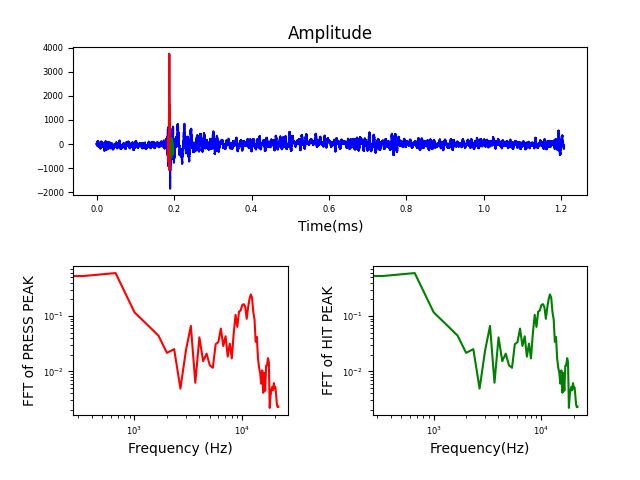 Amplitude
4000
3000
2000
1000
0
−1000
−2000
0.0 0.2 0.4 0.6 0.8 1.0 1.2
Time(ms)
FFT of PRESS PEAK
10⁻¹
10⁻²
10³ 10⁴
Frequency (Hz)
FFT of HIT PEAK
10⁻¹
10⁻²
10³ 10⁴
Frequency(Hz)